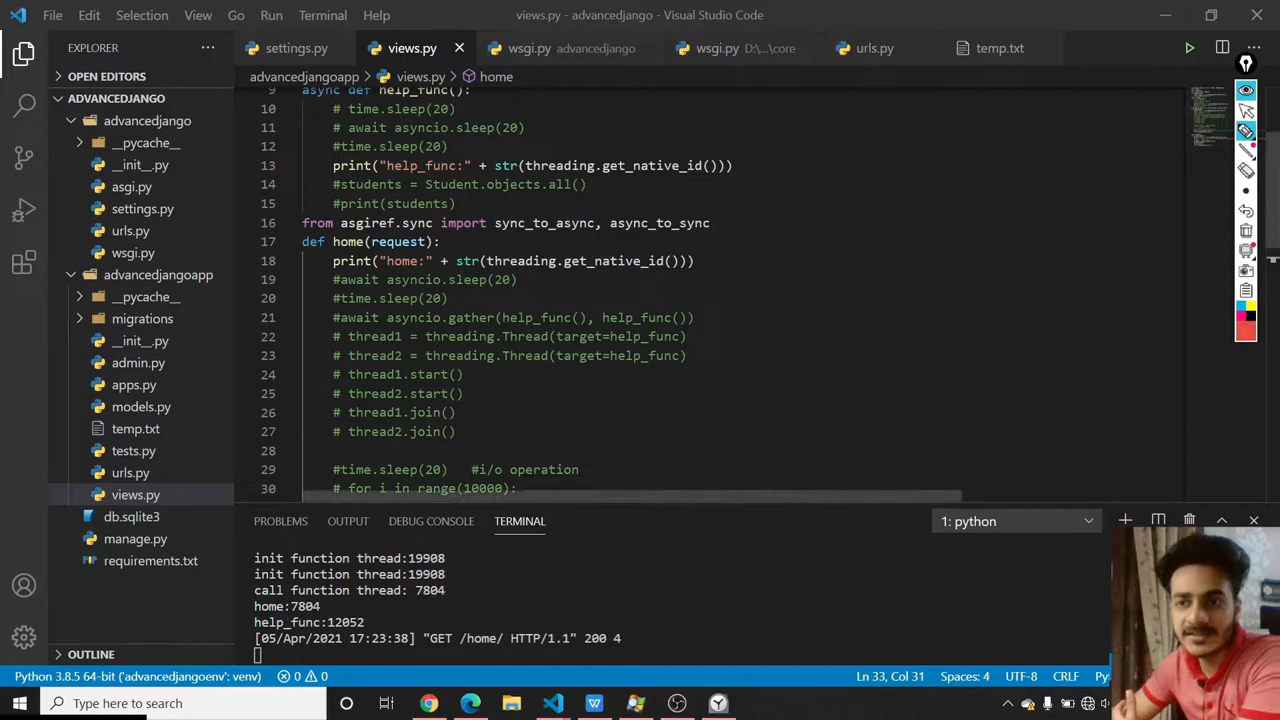 File Edit Selection View Go Run Terminal Help views.py - advancedjango - Visual Studio Code
EXPLORER
settings.py views.py wsgi.py advancedjango wsgi.py D:\...\core urls.py temp.txt
OPEN EDITORS
ADVANCEDJANGO
advancedjango
__pycache__
__init__.py
asgi.py
settings.py
urls.py
wsgi.py
advancedjangoapp
__pycache__
migrations
__init__.py
admin.py
apps.py
models.py
temp.txt
tests.py
urls.py
views.py
db.sqlite3
manage.py
requirements.txt
OUTLINE
advancedjangoapp > views.py > home
9 async def help_func():
10 # time.sleep(20)
11 # await asyncio.sleep(20)
12 #time.sleep(20)
13 print("help_func:" + str(threading.get_native_id()))
14 #students = Student.objects.all()
15 #print(students)
16 from asgiref.sync import sync_to_async, async_to_sync
17 def home(request):
18 print("home:" + str(threading.get_native_id()))
19 #await asyncio.sleep(20)
20 #time.sleep(20)
21 #await asyncio.gather(help_func(), help_func())
22 # thread1 = threading.Thread(target=help_func)
23 # thread2 = threading.Thread(target=help_func)
24 # thread1.start()
25 # thread2.start()
26 # thread1.join()
27 # thread2.join()
28
29 #time.sleep(20) #i/o operation
30 # for i in range(10000):
PROBLEMS OUTPUT DEBUG CONSOLE TERMINAL 1: python
init function thread:19908
init function thread:19908
call function thread: 7804
home:7804
help_func:12052
[05/Apr/2021 17:23:38] "GET /home/ HTTP/1.1" 200 4
Python 3.8.5 64-bit ('advancedjangoenv': venv) 0 0 Ln 33, Col 31 Spaces: 4 UTF-8 CRLF
Type here to search